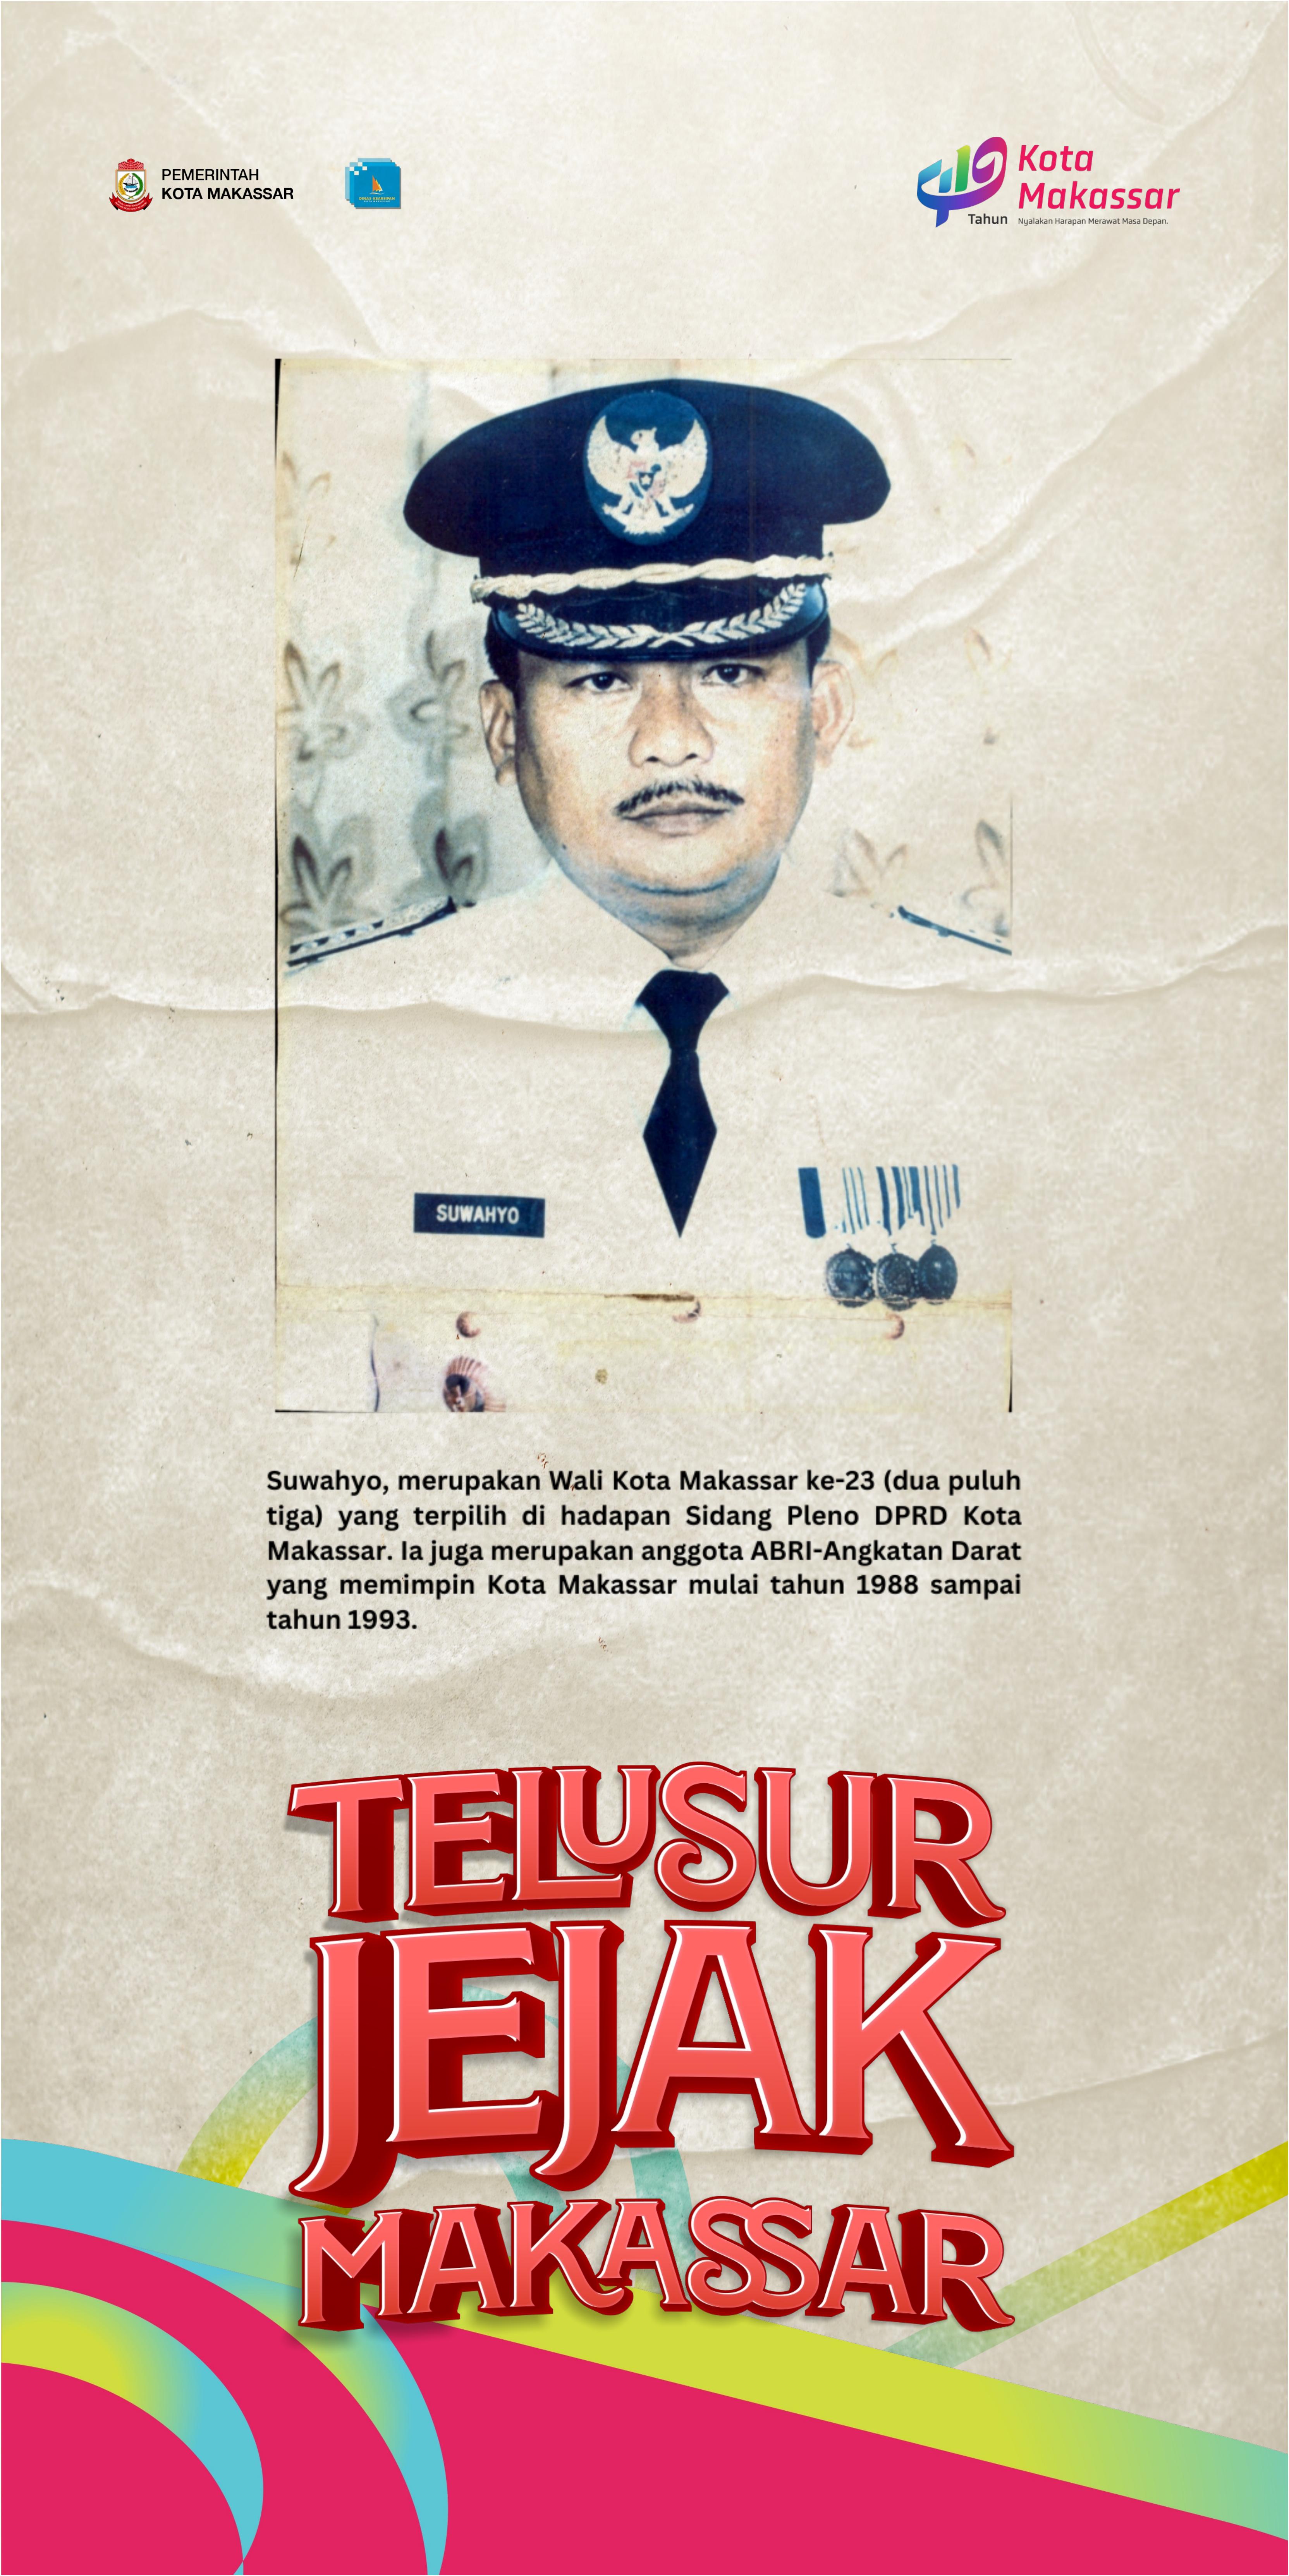 PEMERINTAH
KOTA MAKASSAR
419
Kota
Makassar
Tahun
Nyalakan Harapan Merawat Masa Depan.
SUWAHYO
Suwahyo, merupakan Wali Kota Makassar ke-23 (dua puluh
tiga) yang terpilih di hadapan Sidang Pleno DPRD Kota
Makassar. Ia juga merupakan anggota ABRI-Angkatan Darat
yang memimpin Kota Makassar mulai tahun 1988 sampai
tahun 1993.
TELUSUR
JEJAK
MAKASSAR